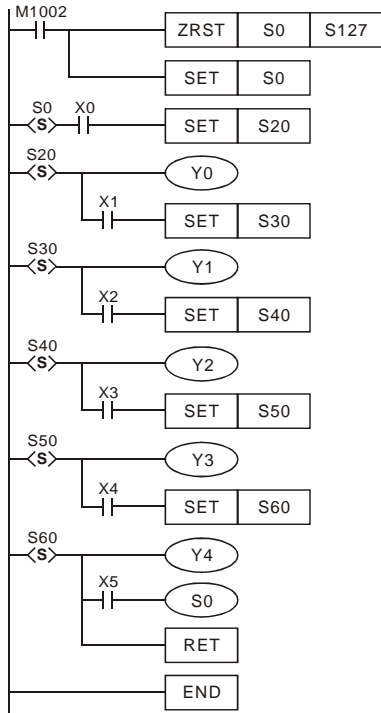 M1002
ZRST S0 S127
SET S0
S0 X0
S SET S20
S20
S Y0
X1
SET S30
S30
S Y1
X2
SET S40
S40
S Y2
X3
SET S50
S50
S Y3
X4
SET S60
S60
S Y4
X5
S0
RET
END